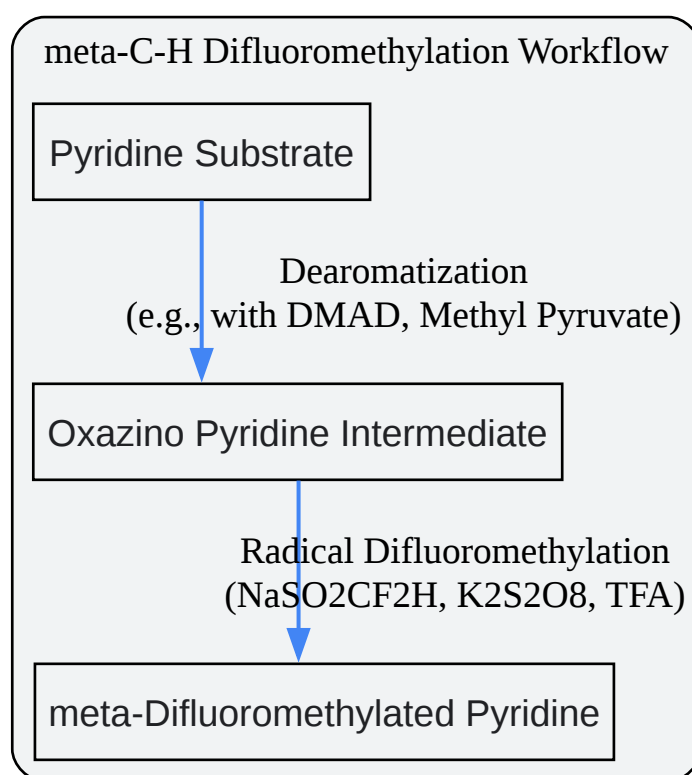 meta-C-H Difluoromethylation Workflow
Pyridine Substrate
Dearomatization
(e.g., with DMAD, Methyl Pyruvate)
Oxazino Pyridine Intermediate
Radical Difluoromethylation
(NaSO2CF2H, K2S2O8, TFA)
meta-Difluoromethylated Pyridine